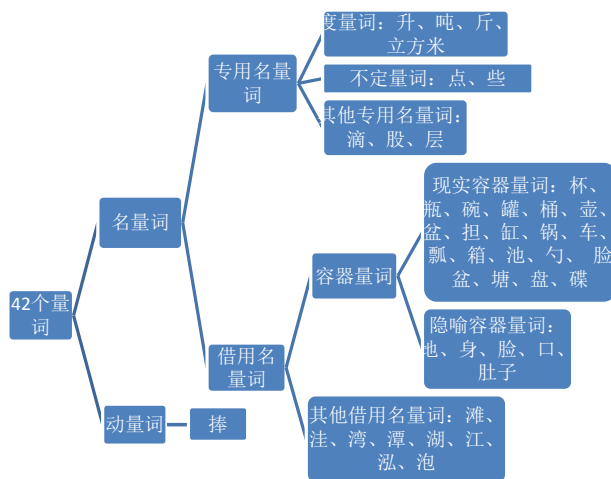 42个量
词
名量词
动量词
捧
专用名量
词
借用名
量词
度量词：升、吨、斤、
立方米
不定量词：点、些
其他专用名量词：
滴、股、层
容器量词
现实容器量词：杯、
瓶、碗、罐、桶、壶、
盆、担、缸、锅、车、
瓢、箱、池、勺、 脸
盆、塘、盘、碟
隐喻容器量词：
地、身、脸、口、
肚子
其他借用名量词：滩、
洼、湾、潭、湖、江、
泓、泡